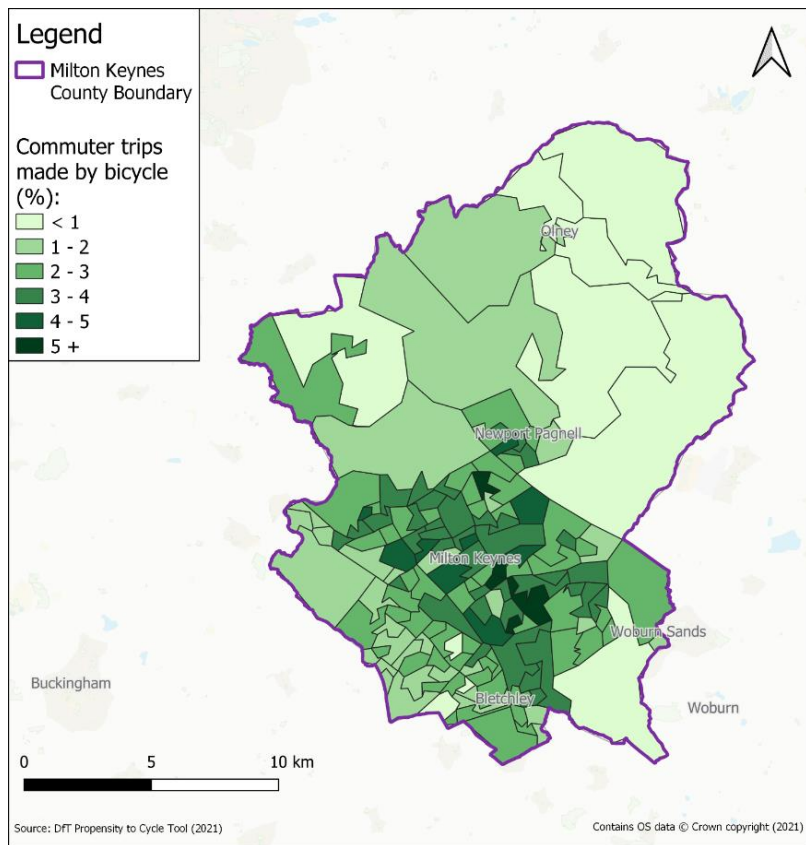 Legend
Milton Keynes
County Boundary
Commuter trips
made by bicycle
(%):
< 1
1 - 2
2 - 3
3 - 4
4 - 5
5 +
Olney
Newport Pagnell
Milton Keynes
Woburn Sands
Buckingham
Bletchley
Woburn
0 5 10 km
Source: DfT Propensity to Cycle Tool (2021)
Contains OS data © Crown copyright (2021)